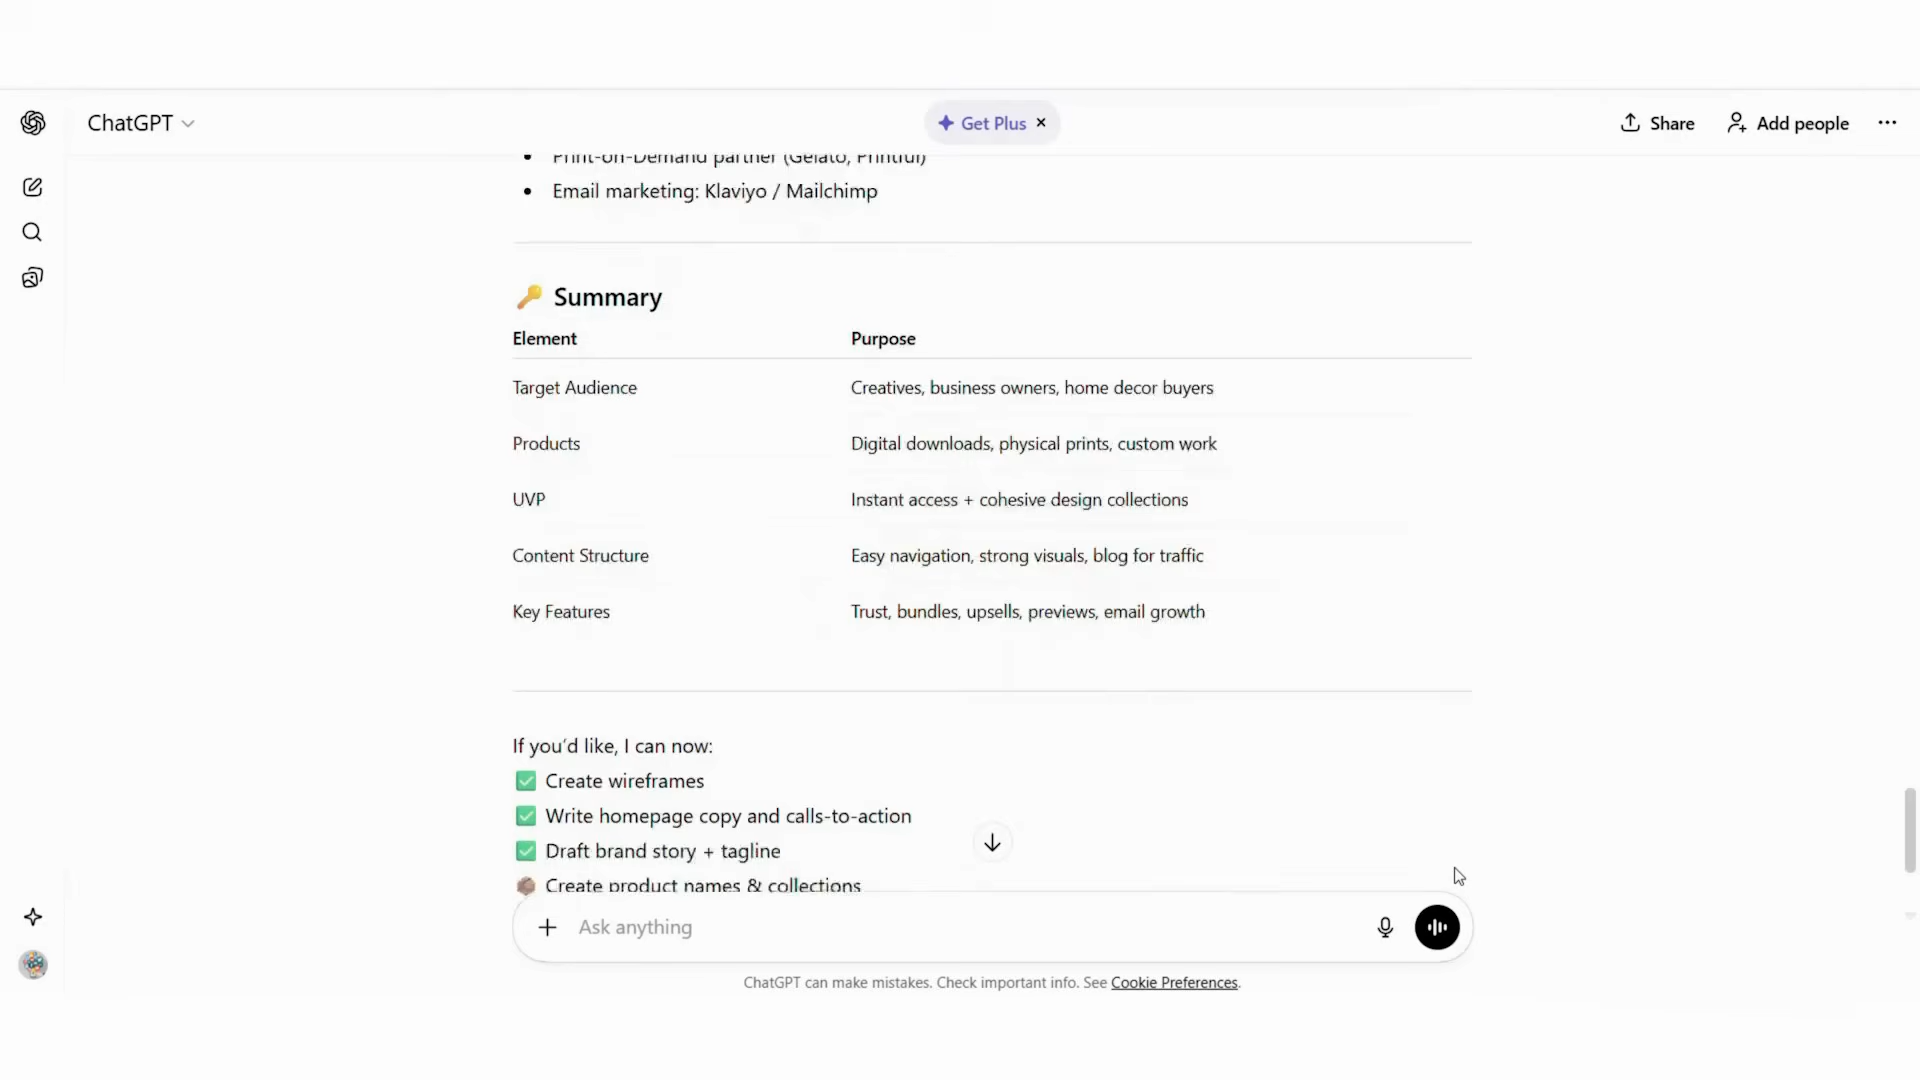 ChatGPT
Get Plus ×
Share
Add people
Print-on-Demand partner (Gelato, Printful)
Email marketing: Klaviyo / Mailchimp
Summary
Element Purpose
Target Audience Creatives, business owners, home decor buyers
Products Digital downloads, physical prints, custom work
UVP Instant access + cohesive design collections
Content Structure Easy navigation, strong visuals, blog for traffic
Key Features Trust, bundles, upsells, previews, email growth
If you'd like, I can now:
Create wireframes
Write homepage copy and calls-to-action
Draft brand story + tagline
Create product names & collections
Ask anything
ChatGPT can make mistakes. Check important info. See Cookie Preferences.